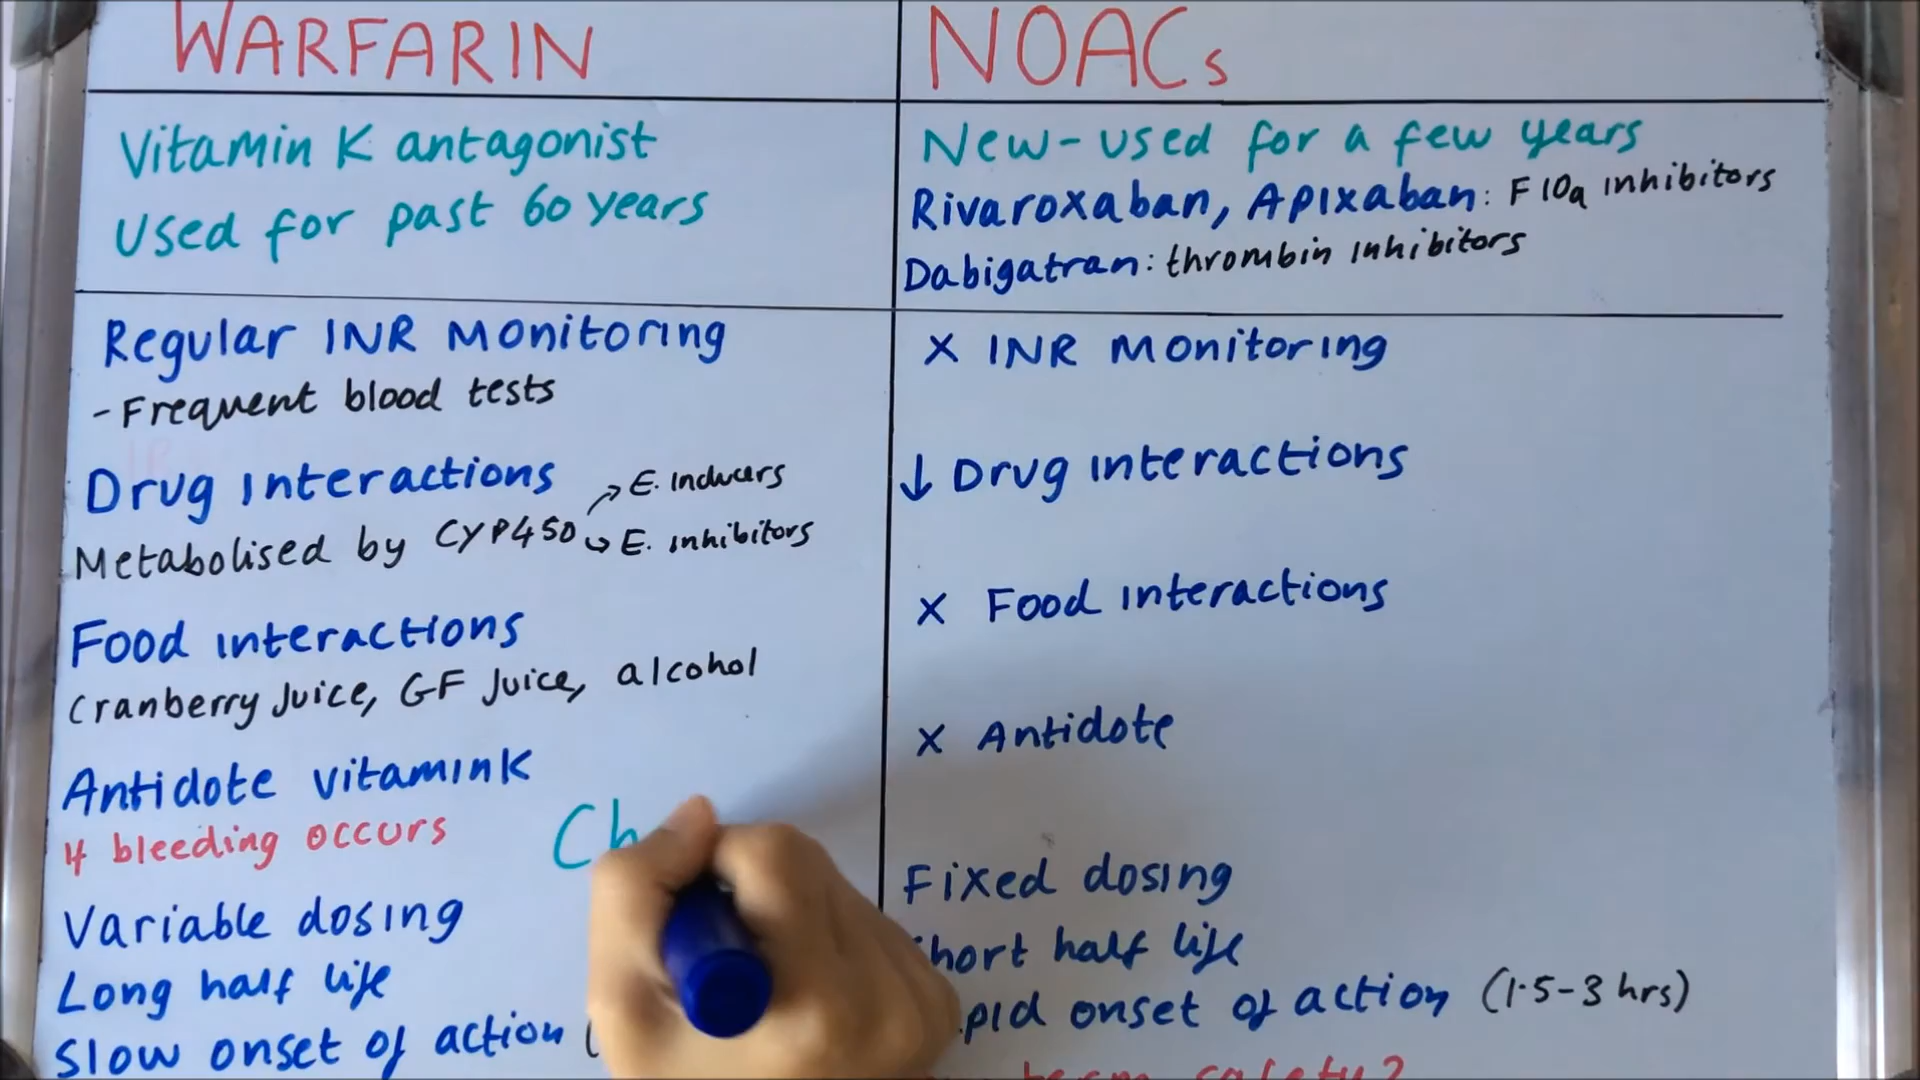 WARFARIN
Vitamin K antagonist
Used for past 60 years
Regular INR Monitoring
- Frequent blood tests
Drug interactions
Metabolised by CYP450 → E. Inducers
↳ E. inhibitors
Food interactions
Cranberry Juice, GF Juice, alcohol
Antidote vitamin K
If bleeding occurs
Ch
Variable dosing
Long half life
Slow onset of action (
NOACs
New - used for a few years
Rivaroxaban, Apixaban: F10a inhibitors
Dabigatran: thrombin inhibitors
X INR Monitoring
↓ Drug interactions
X Food interactions
X Antidote
Fixed dosing
hort half life
pid onset of action (1.5-3 hrs)
term safety?